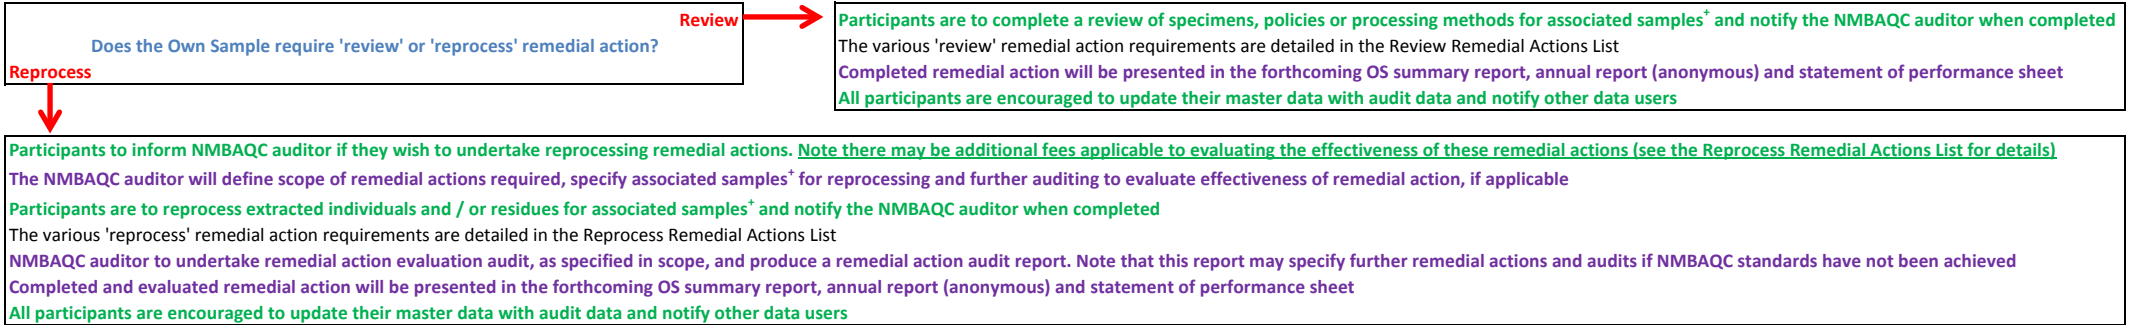 Review
Does the Own Sample require 'review' or 'reprocess' remedial action?
Reprocess
Participants are to complete a review of specimens, policies or processing methods for associated samples+ and notify the NMBAQC auditor when completed
The various 'review' remedial action requirements are detailed in the Review Remedial Actions List
Completed remedial action will be presented in the forthcoming OS summary report, annual report (anonymous) and statement of performance sheet
All participants are encouraged to update their master data with audit data and notify other data users
Participants to inform NMBAQC auditor if they wish to undertake reprocessing remedial actions. Note there may be additional fees applicable to evaluating the effectiveness of these remedial actions (see the Reprocess Remedial Actions List for details)
The NMBAQC auditor will define scope of remedial actions required, specify associated samples+ for reprocessing and further auditing to evaluate effectiveness of remedial action, if applicable
Participants are to reprocess extracted individuals and / or residues for associated samples+ and notify the NMBAQC auditor when completed
The various 'reprocess' remedial action requirements are detailed in the Reprocess Remedial Actions List
NMBAQC auditor to undertake remedial action evaluation audit, as specified in scope, and produce a remedial action audit report. Note that this report may specify further remedial actions and audits if NMBAQC standards have not been achieved
Completed and evaluated remedial action will be presented in the forthcoming OS summary report, annual report (anonymous) and statement of performance sheet
All participants are encouraged to update their master data with audit data and notify other data users